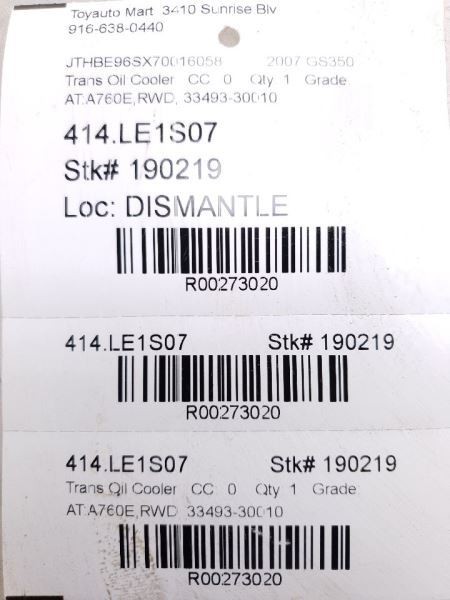 Toyauto Mart 3410 Sunrise Blv
916-638-0440
JTHBE96SX70016058 2007 GS350
Trans Oil Cooler CC 0 Qty 1 Grade
AT.A760E,RWD, 33493-30010
414.LE1S07
Stk# 190219
Loc: DISMANTLE
R00273020
414.LE1S07 Stk# 190219
R00273020
414.LE1S07 Stk# 190219
Trans Oil Cooler CC 0 Qty 1 Grade
AT.A760E,RWD 33493-30010
R00273020